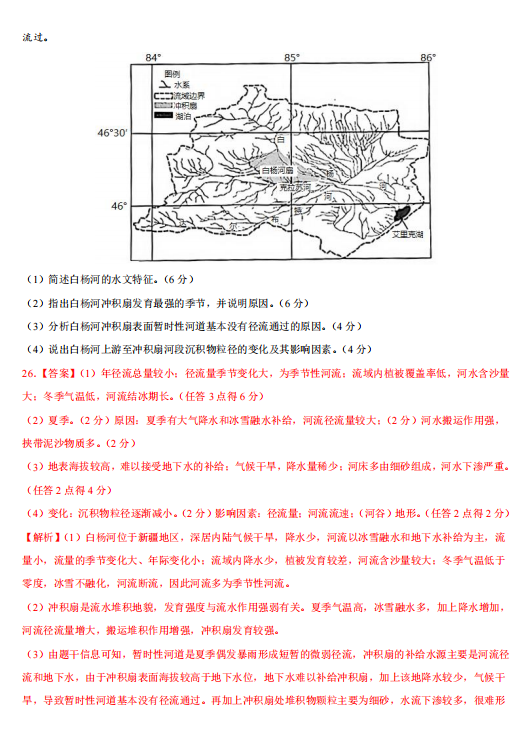 流过。
84°
85°
86°
图例
水系
流域边界
冲积扇
湖泊
46°30′
白
白杨河扇
杨
克拉苏河
河
河
46°
杨
布
尔
艾里克湖
（1）简述白杨河的水文特征。（6 分）
（2）指出白杨河冲积扇发育最强的季节，并说明原因。（6 分）
（3）分析白杨河冲积扇表面暂时性河道基本没有径流通过的原因。（4 分）
（4）说出白杨河上游至冲积扇河段沉积物粒径的变化及其影响因素。（4 分）
26.【答案】（1）年径流总量较小；径流量季节变化大，为季节性河流；流域内植被覆盖率低，河水含沙量
大；冬季气温低，河流结冰期长。（任答 3 点得 6 分）
（2）夏季。（2 分）原因：夏季有大气降水和冰雪融水补给，河流径流量较大；（2 分）河水搬运作用强，
挟带泥沙物质多。（2 分）
（3）地表海拔较高，难以接受地下水的补给；气候干旱，降水量稀少；河床多由细砂组成，河水下渗严重。
（任答 2 点得 4 分）
（4）变化：沉积物粒径逐渐减小。（2 分）影响因素：径流量；河流流速；（河谷）地形。（任答 2 点得 2 分）
【解析】（1）白杨河位于新疆地区，深居内陆气候干旱，降水少，河流以冰雪融水和地下水补给为主，流
量小，流量的季节变化大、年际变化小；流域内降水少，植被发育较差，河流含沙量较大；冬季气温低于
零度，冰雪不融化，河流断流，因此河流多为季节性河流。
（2）冲积扇是流水堆积地貌，发育强度与流水作用强弱有关。夏季气温高，冰雪融水多，加上降水增加，
河流径流量增大，搬运堆积作用增强，冲积扇发育较强。
（3）由题干信息可知，暂时性河道是夏季偶发暴雨形成短暂的微弱径流，冲积扇的补给水源主要是河流径
流和地下水，由于冲积扇表面海拔较高于地下水位，地下水难以补给冲积扇，加上该地降水较少，气候干
旱，导致暂时性河道基本没有径流通过。再加上冲积扇处堆积物颗粒主要为细砂，水流下渗较多，很难形